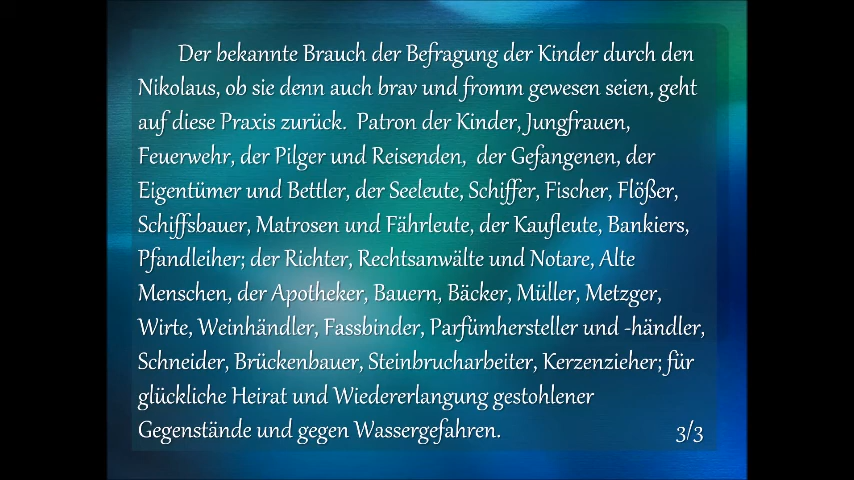 Der bekannte Brauch der Befragung der Kinder durch den
Nikolaus, ob sie denn auch brav und fromm gewesen seien, geht
auf diese Praxis zurück.  Patron der Kinder, Jungfrauen,
Feuerwehr, der Pilger und Reisenden,  der Gefangenen, der
Eigentümer und Bettler, der Seeleute, Schiffer, Fischer, Flößer,
Schiffsbauer, Matrosen und Fährleute, der Kaufleute, Bankiers,
Pfandleiher; der Richter, Rechtsanwälte und Notare, Alte
Menschen, der Apotheker, Bauern, Bäcker, Müller, Metzger,
Wirte, Weinhändler, Fassbinder, Parfümhersteller und -händler,
Schneider, Brückenbauer, Steinbrucharbeiter, Kerzenzieher; für
glückliche Heirat und Wiedererlangung gestohlener
Gegenstände und gegen Wassergefahren. 3/3